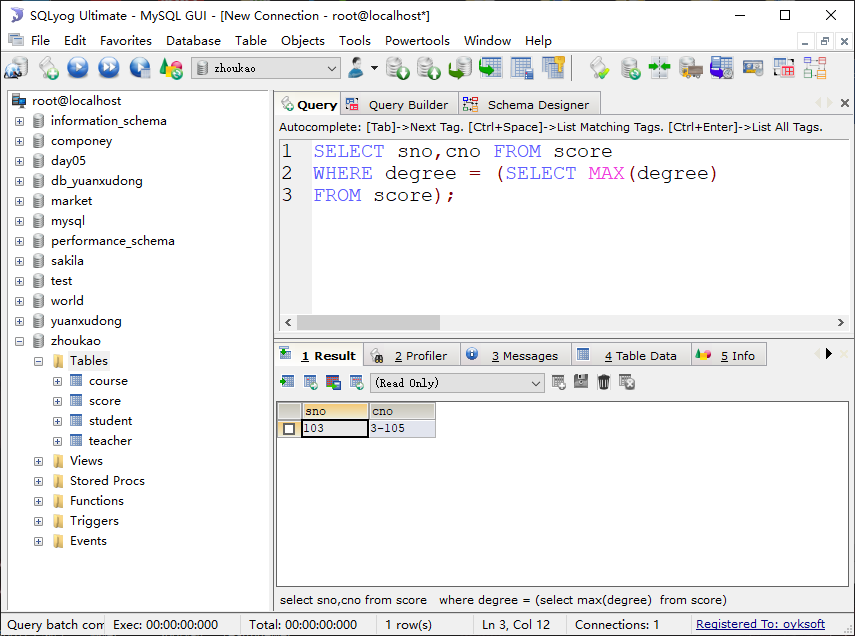 SQLyog Ultimate - MySQL GUI - [New Connection - root@localhost*]
File Edit Favorites Database Table Objects Tools Powertools Window Help
zhoukao
root@localhost
information_schema
componey
day05
db_yuanxudong
market
mysql
performance_schema
sakila
test
world
yuanxudong
zhoukao
Tables
course
score
student
teacher
Views
Stored Procs
Functions
Triggers
Events
Query Query Builder Schema Designer
Autocomplete: [Tab]->Next Tag. [Ctrl+Space]->List Matching Tags. [Ctrl+Enter]->List All Tags.
1 SELECT sno,cno FROM score
2 WHERE degree = (SELECT MAX(degree)
3 FROM score);
1 Result 2 Profiler 3 Messages 4 Table Data 5 Info
(Read Only)
sno cno
103 3-105
select sno,cno from score where degree = (select max(degree) from score)
Query batch com Exec: 00:00:00:000 Total: 00:00:00:000 1 row(s) Ln 3, Col 12 Connections: 1 Registered To: oyksoft